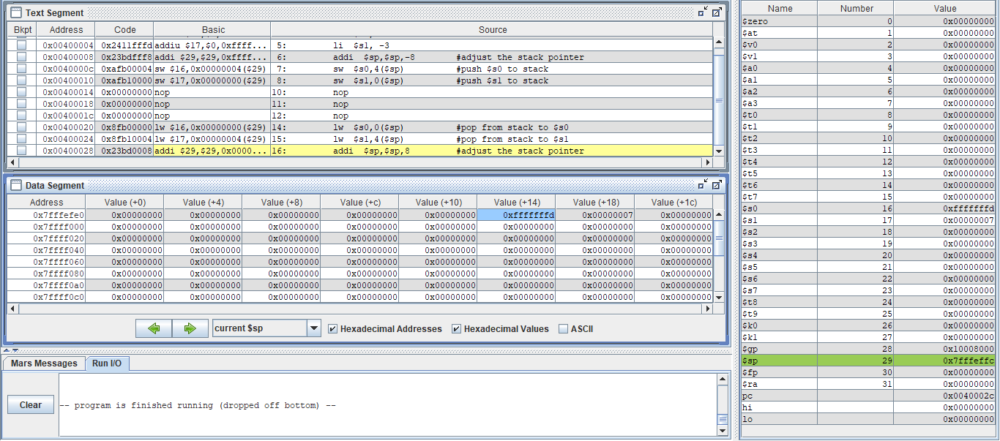 Text Segment
Bkpt Address Code Basic Source
0x00400004 0x2411fffd addiu $17,$0,0xffff... 5: li $s1, -3
0x00400008 0x23bdfff8 addi $29,$29,0xffff... 6: addi $sp,$sp,-8 #adjust the stack pointer
0x0040000c 0xafb00004 sw $16,0x00000004($29) 7: sw $s0,4($sp) #push $s0 to stack
0x00400010 0xafb10000 sw $17,0x00000000($29) 8: sw $s1,0($sp) #push $s1 to stack
0x00400014 0x00000000 nop 10: nop
0x00400018 0x00000000 nop 11: nop
0x0040001c 0x00000000 nop 12: nop
0x00400020 0x8fb00000 lw $16,0x00000000($29) 14: lw $s0,0($sp) #pop from stack to $s0
0x00400024 0x8fb10004 lw $17,0x00000004($29) 15: lw $s1,4($sp) #pop from stack to $s1
0x00400028 0x23bd0008 addi $29,$29,0x0000... 16: addi $sp,$sp,8 #adjust the stack pointer
Data Segment
Address Value (+0) Value (+4) Value (+8) Value (+c) Value (+10) Value (+14) Value (+18) Value (+1c)
0x7fffefe0 0x00000000 0x00000000 0x00000000 0x00000000 0x00000000 0xfffffffd 0x00000007 0x00000000
0x7ffff000 0x00000000 0x00000000 0x00000000 0x00000000 0x00000000 0x00000000 0x00000000 0x00000000
0x7ffff020 0x00000000 0x00000000 0x00000000 0x00000000 0x00000000 0x00000000 0x00000000 0x00000000
0x7ffff040 0x00000000 0x00000000 0x00000000 0x00000000 0x00000000 0x00000000 0x00000000 0x00000000
0x7ffff060 0x00000000 0x00000000 0x00000000 0x00000000 0x00000000 0x00000000 0x00000000 0x00000000
0x7ffff080 0x00000000 0x00000000 0x00000000 0x00000000 0x00000000 0x00000000 0x00000000 0x00000000
0x7ffff0a0 0x00000000 0x00000000 0x00000000 0x00000000 0x00000000 0x00000000 0x00000000 0x00000000
0x7ffff0c0 0x00000000 0x00000000 0x00000000 0x00000000 0x00000000 0x00000000 0x00000000 0x00000000
current $sp Hexadecimal Addresses Hexadecimal Values ASCII
Mars Messages Run I/O
Clear
-- program is finished running (dropped off bottom) --
Name Number Value
$zero 0 0x00000000
$at 1 0x00000000
$v0 2 0x00000000
$v1 3 0x00000000
$a0 4 0x00000000
$a1 5 0x00000000
$a2 6 0x00000000
$a3 7 0x00000000
$t0 8 0x00000000
$t1 9 0x00000000
$t2 10 0x00000000
$t3 11 0x00000000
$t4 12 0x00000000
$t5 13 0x00000000
$t6 14 0x00000000
$t7 15 0x00000000
$s0 16 0xfffffffd
$s1 17 0x00000007
$s2 18 0x00000000
$s3 19 0x00000000
$s4 20 0x00000000
$s5 21 0x00000000
$s6 22 0x00000000
$s7 23 0x00000000
$t8 24 0x00000000
$t9 25 0x00000000
$k0 26 0x00000000
$k1 27 0x00000000
$gp 28 0x10008000
$sp 29 0x7fffeffc
$fp 30 0x00000000
$ra 31 0x00000000
pc 0x0040002c
hi 0x00000000
lo 0x00000000